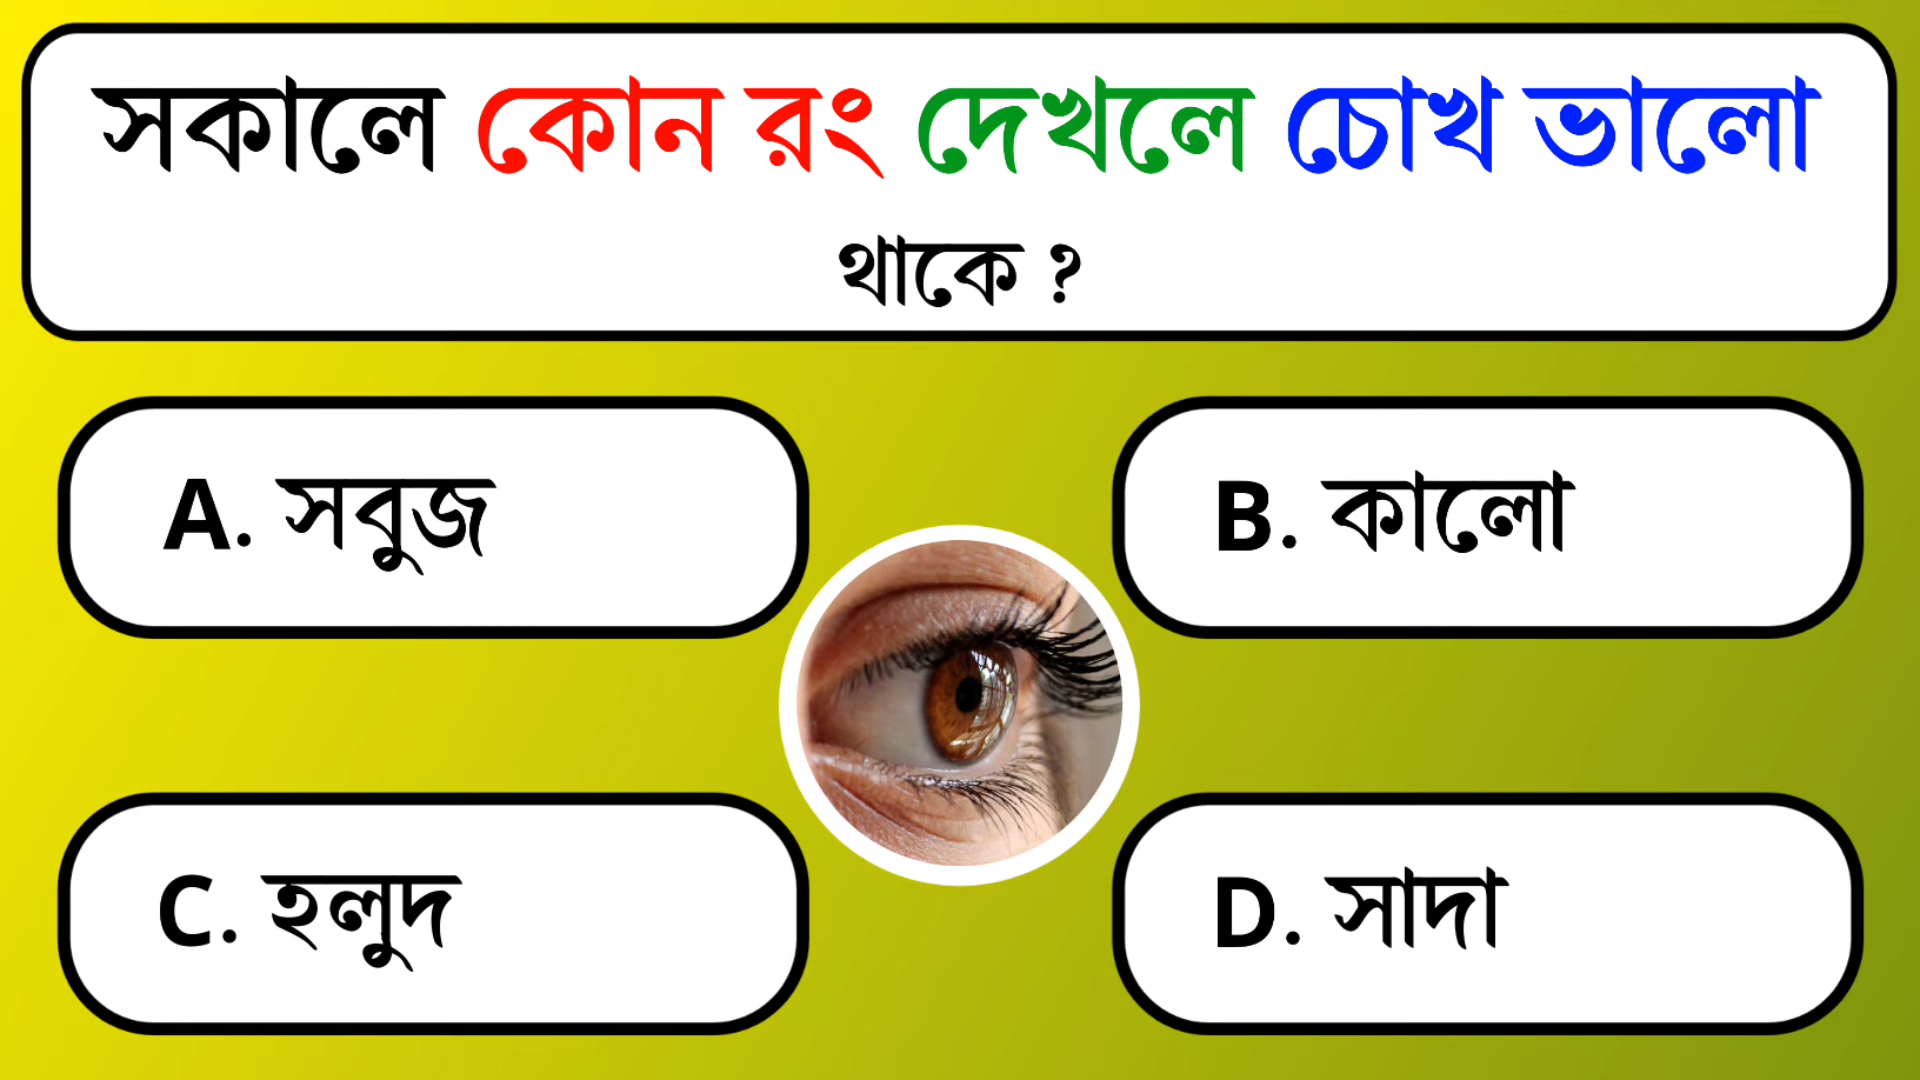 সকালে কোন রং দেখলে চোখ ভালো
থাকে ?
A. সবুজ
B. কালো
C. হলুদ
D. সাদা